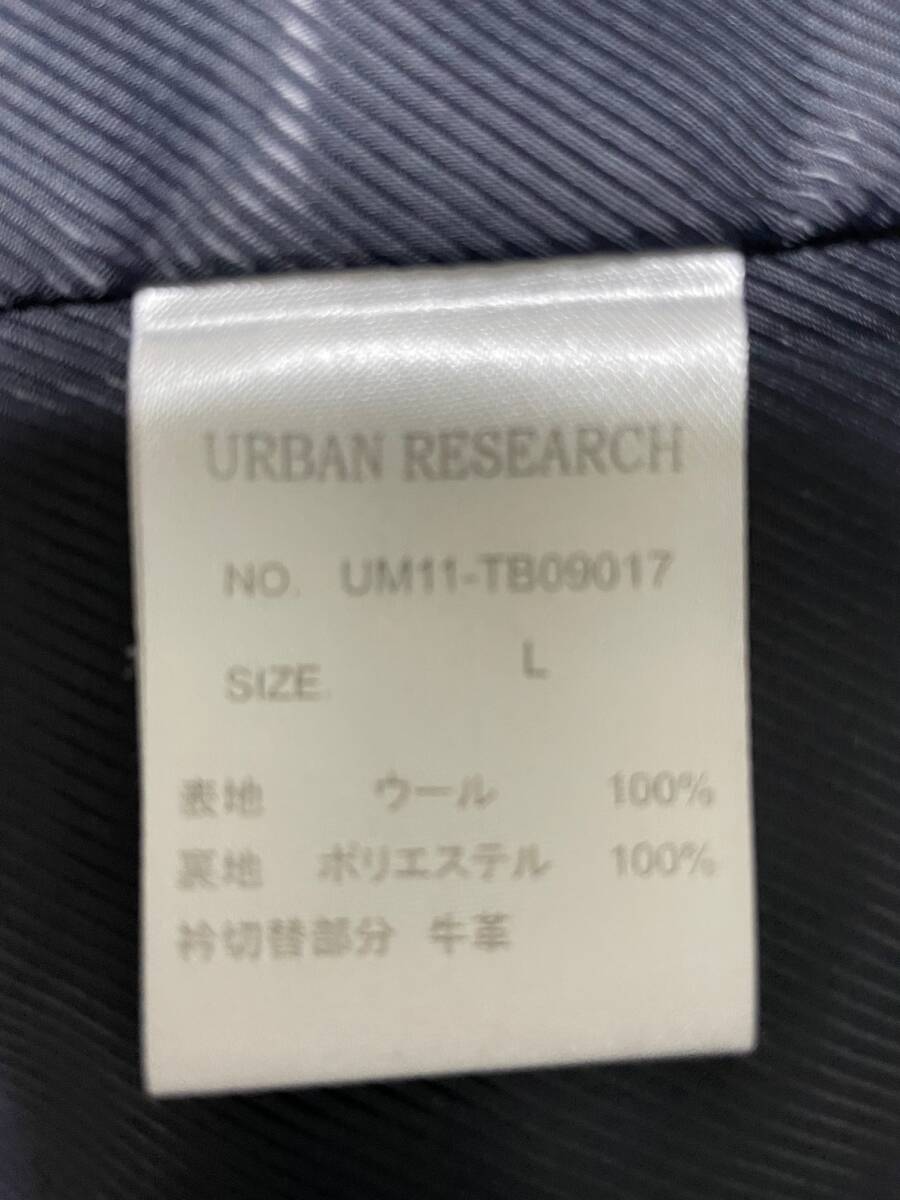 URBAN RESEARCH
NO. UM11-TB09017
SIZE L
表地 ウール 100%
裏地 ポリエステル 100%
衿切替部分 牛革